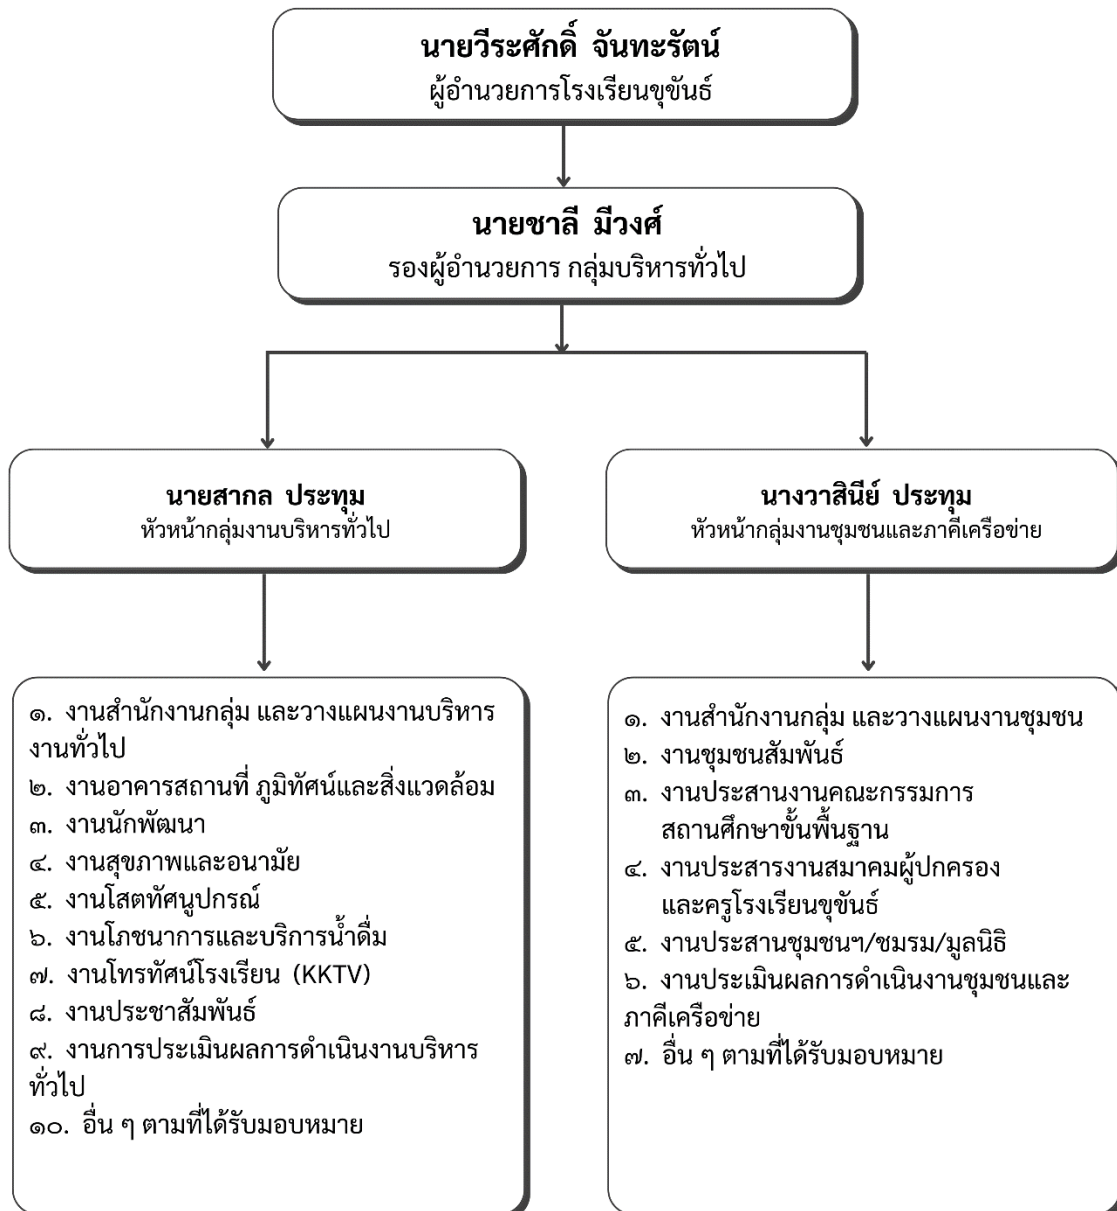 นายวีระศักดิ์ จันทะรัตน์
ผู้อำนวยการโรงเรียนขุขันธ์
นายชาลี มีวงศ์
รองผู้อำนวยการ กลุ่มบริหารทั่วไป
นายสากล ประทุม
หัวหน้ากลุ่มงานบริหารทั่วไป
๑. งานสำนักงานกลุ่ม และวางแผนงานบริหาร
งานทั่วไป
๒. งานอาคารสถานที่ ภูมิทัศน์และสิ่งแวดล้อม
๓. งานนักพัฒนา
๔. งานสุขภาพและอนามัย
๕. งานโสตทัศนูปกรณ์
๖. งานโภชนาการและบริการน้ำดื่ม
๗. งานโทรทัศน์โรงเรียน (KKTV)
๘. งานประชาสัมพันธ์
๙. งานการประเมินผลการดำเนินงานบริหาร
ทั่วไป
๑๐. อื่น ๆ ตามที่ได้รับมอบหมาย
นางวาสินีย์ ประทุม
หัวหน้ากลุ่มงานชุมชนและภาคีเครือข่าย
๑. งานสำนักงานกลุ่ม และวางแผนงานชุมชน
๒. งานชุมชนสัมพันธ์
๓. งานประสานงานคณะกรรมการ
สถานศึกษาขั้นพื้นฐาน
๔. งานประสารงานสมาคมผู้ปกครอง
และครูโรงเรียนขุขันธ์
๕. งานประสานชุมชนฯ/ชมรม/มูลนิธิ
๖. งานประเมินผลการดำเนินงานชุมชนและ
ภาคีเครือข่าย
๗. อื่น ๆ ตามที่ได้รับมอบหมาย